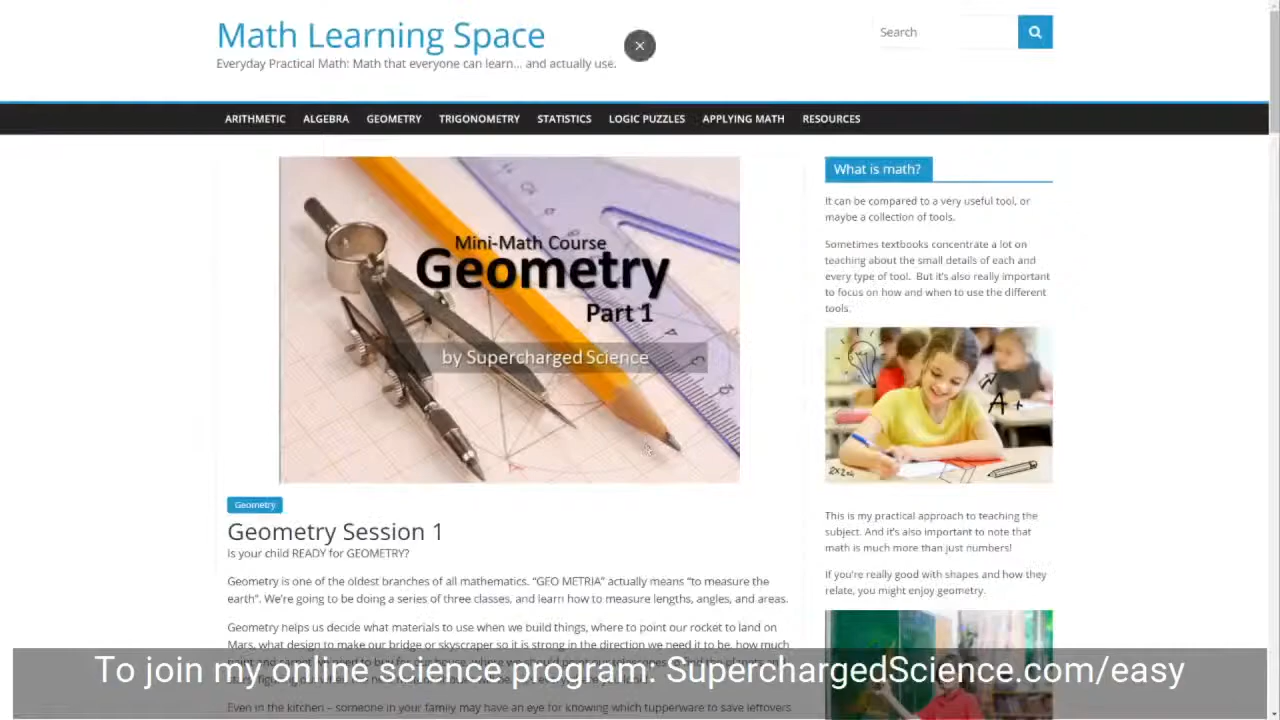 Math Learning Space
Everyday Practical Math: Math that everyone can learn... and actually use.
Search
ARITHMETIC ALGEBRA GEOMETRY TRIGONOMETRY STATISTICS LOGIC PUZZLES APPLYING MATH RESOURCES
Mini-Math Course
Geometry
Part 1
by Supercharged Science
Geometry
Geometry Session 1
Is your child READY for GEOMETRY?
Geometry is one of the oldest branches of all mathematics. “GEO METRIA” actually means “to measure the
earth”. We’re going to be doing a series of three classes, and learn how to measure lengths, angles, and areas.
Geometry helps us decide what materials to use when we build things, where to point our rocket to land on
Mars, what design to make our bridge or skyscraper so it is strong in the direction we need it to be, how much
Even in the kitchen – someone in your family may have an eye for knowing which tupperware to save leftovers
What is math?
It can be compared to a very useful tool, or
maybe a collection of tools.
Sometimes textbooks concentrate a lot on
teaching about the small details of each and
every type of tool. But it’s also really important
to focus on how and when to use the different
tools.
A+
This is my practical approach to teaching the
subject. And it’s also important to note that
math is much more than just numbers!
If you’re really good with shapes and how they
relate, you might enjoy geometry.
To join my online science program: SuperchargedScience.com/easy